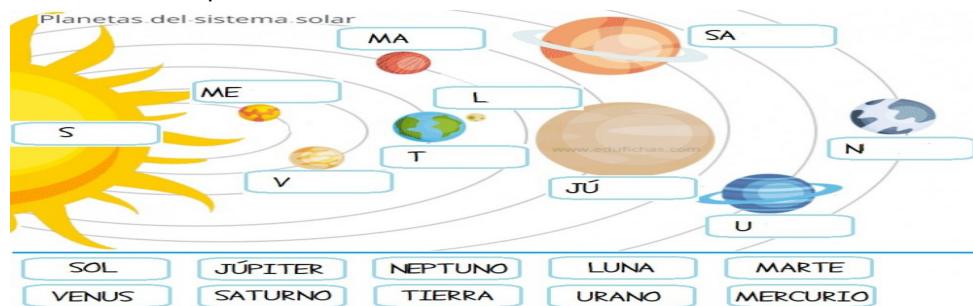 Planetas del sistema solar
MA
SA
ME
L
S
T
N
www.edufichas.com
V
JÚ
U
SOL
JÚPITER
NEPTUNO
LUNA
MARTE
VENUS
SATURNO
TIERRA
URANO
MERCURIO